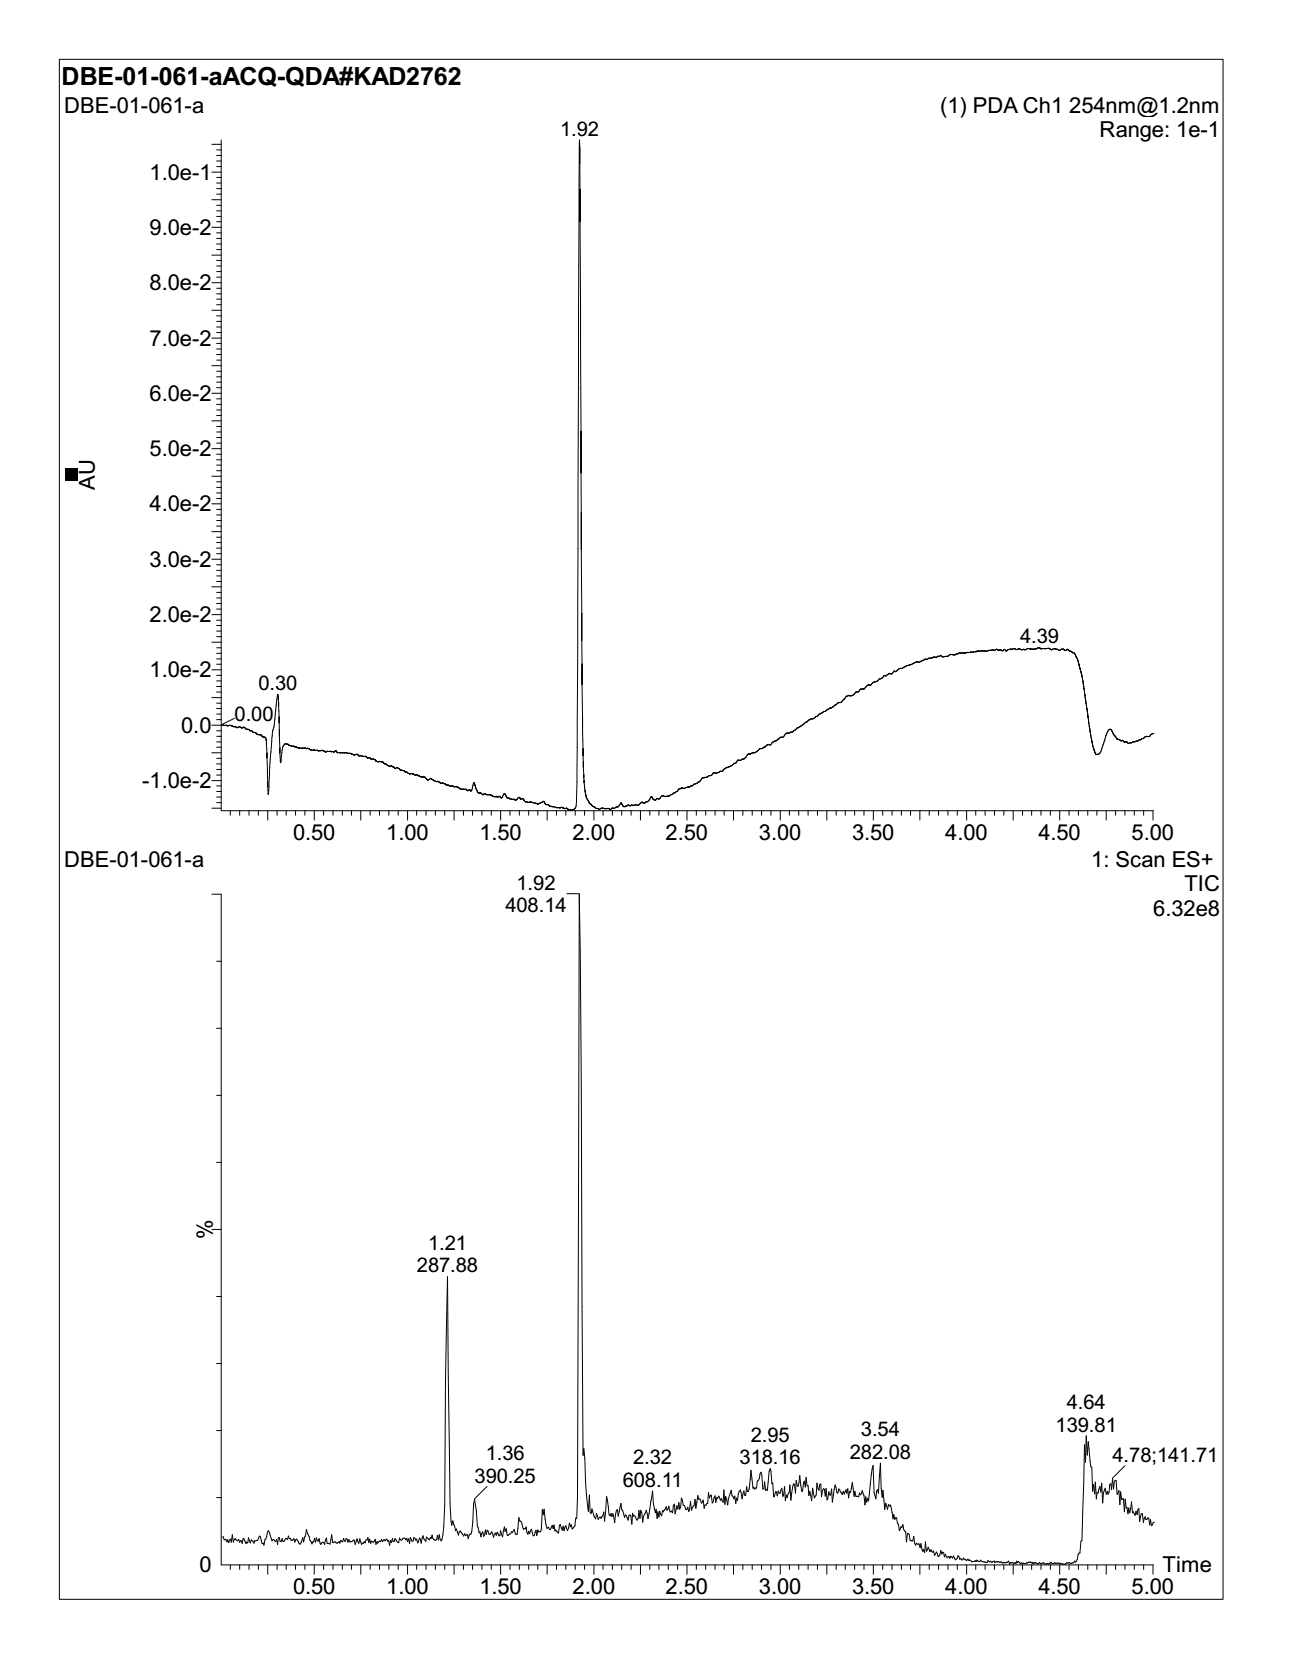 DBE-01-061-aACQ-QDA#KAD2762
DBE-01-061-a
(1) PDA Ch1 254nm@1.2nm
Range: 1e-1
1.92
1.0e-1
9.0e-2
8.0e-2
7.0e-2
6.0e-2
5.0e-2
AU
4.0e-2
3.0e-2
2.0e-2
4.39
1.0e-2
0.30
0.00
0.0
-1.0e-2
0.50 1.00 1.50 2.00 2.50 3.00 3.50 4.00 4.50 5.00
DBE-01-061-a
1: Scan ES+
TIC
6.32e8
1.92
408.14
%
1.21
287.88
1.36
390.25
2.32
608.11
2.95
318.16
3.54
282.08
4.64
139.81
4.78;141.71
0
Time
0.50 1.00 1.50 2.00 2.50 3.00 3.50 4.00 4.50 5.00